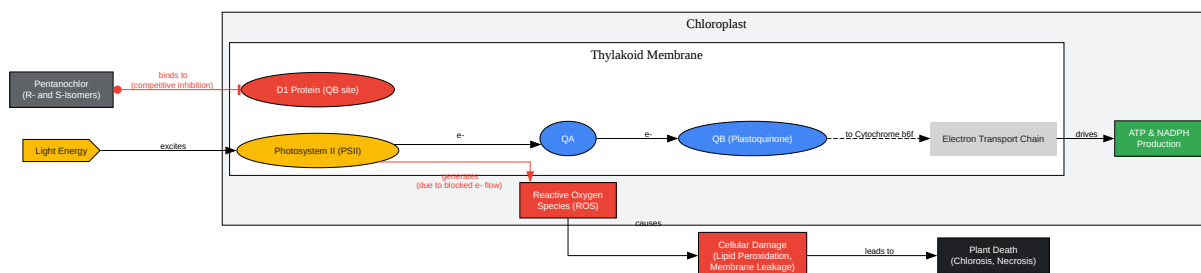 Chloroplast
Thylakoid Membrane
Pentanochlor
(R- and S-Isomers)
binds to
(competitive inhibition)
D1 Protein (QB site)
Light Energy
excites
Photosystem II (PSII)
e-
QA
e-
QB (Plastoquinone)
to Cytochrome b6f
Electron Transport Chain
drives
ATP & NADPH
Production
generates
(due to blocked e- flow)
Reactive Oxygen
Species (ROS)
causes
Cellular Damage
(Lipid Peroxidation,
Membrane Leakage)
leads to
Plant Death
(Chlorosis, Necrosis)